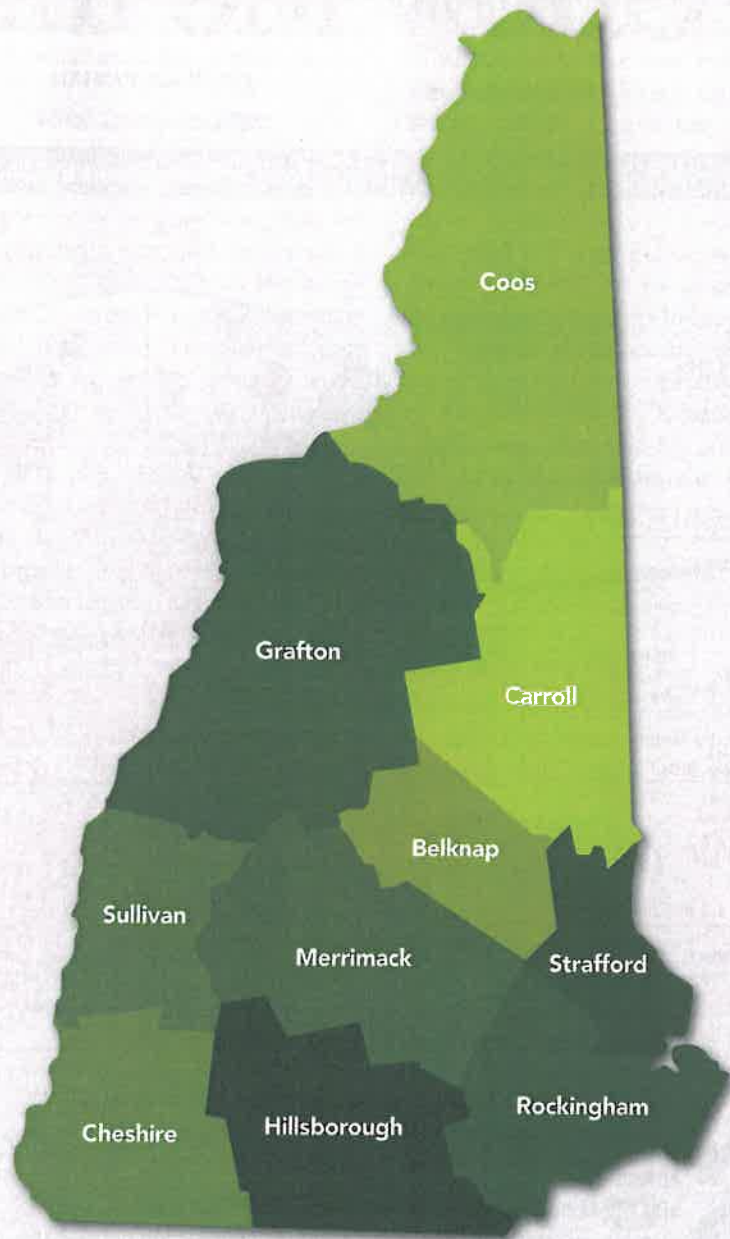 Coos
Grafton
Carroll
Belknap
Sullivan
Merrimack
Strafford
Cheshire
Hillsborough
Rockingham